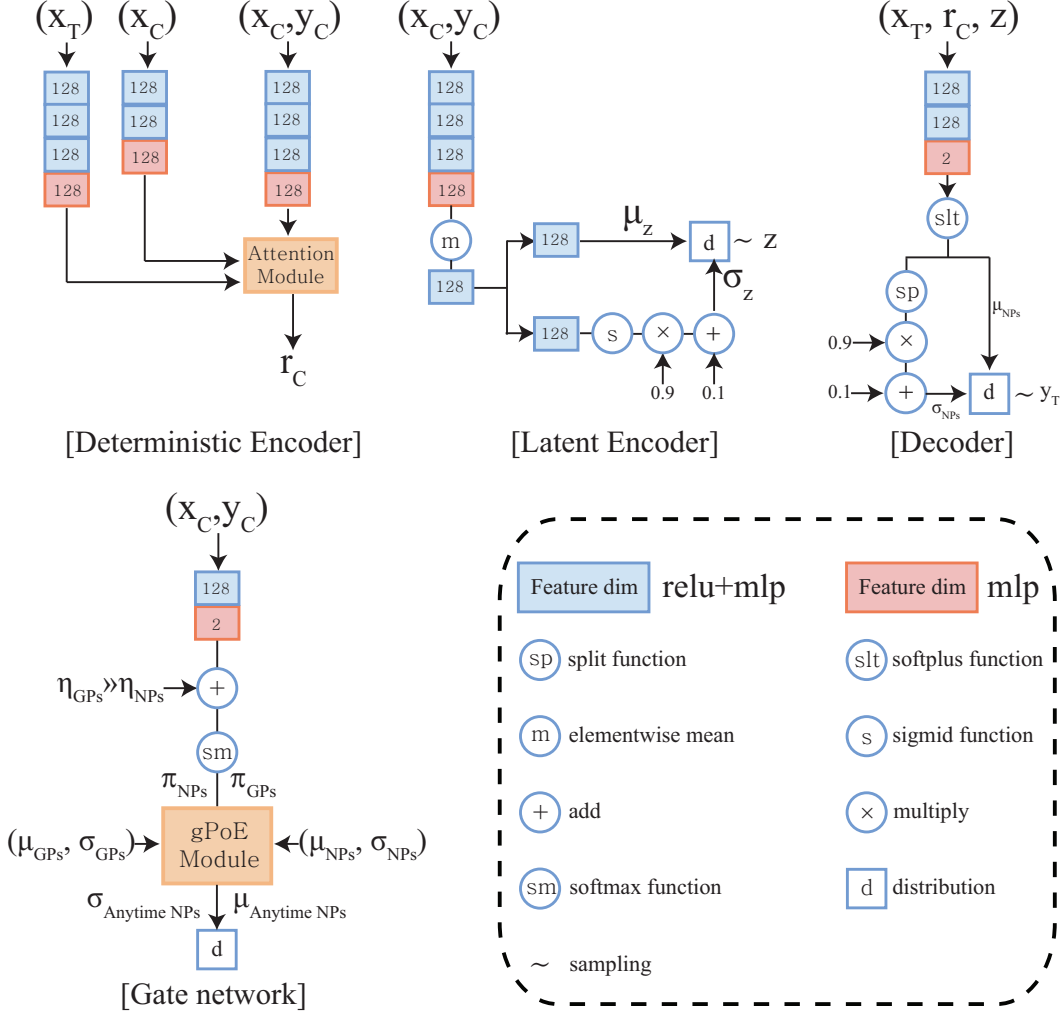 (x_T)
128
128
128
128
(x_C)
128
128
128
(x_C,y_C)
128
128
128
128
Attention
Module
r_C
[Deterministic Encoder]
(x_C,y_C)
128
128
128
128
m
128
128
μ_z
d
~ z
σ_z
128
s
×
+
0.9
0.1
[Latent Encoder]
(x_T, r_C, z)
128
128
2
slt
sp
μ_NPs
0.9
×
0.1
+
σ_NPs
d
~ y_T
[Decoder]
(x_C,y_C)
128
2
η_GPs»η_NPs
+
sm
π_NPs
π_GPs
(μ_GPs, σ_GPs)
gPoE
Module
(μ_NPs, σ_NPs)
σ_Anytime NPs
μ_Anytime NPs
d
[Gate network]
Feature dim relu+mlp
Feature dim mlp
sp split function
slt softplus function
m elementwise mean
s sigmid function
+ add
× multiply
sm softmax function
d distribution
~ sampling